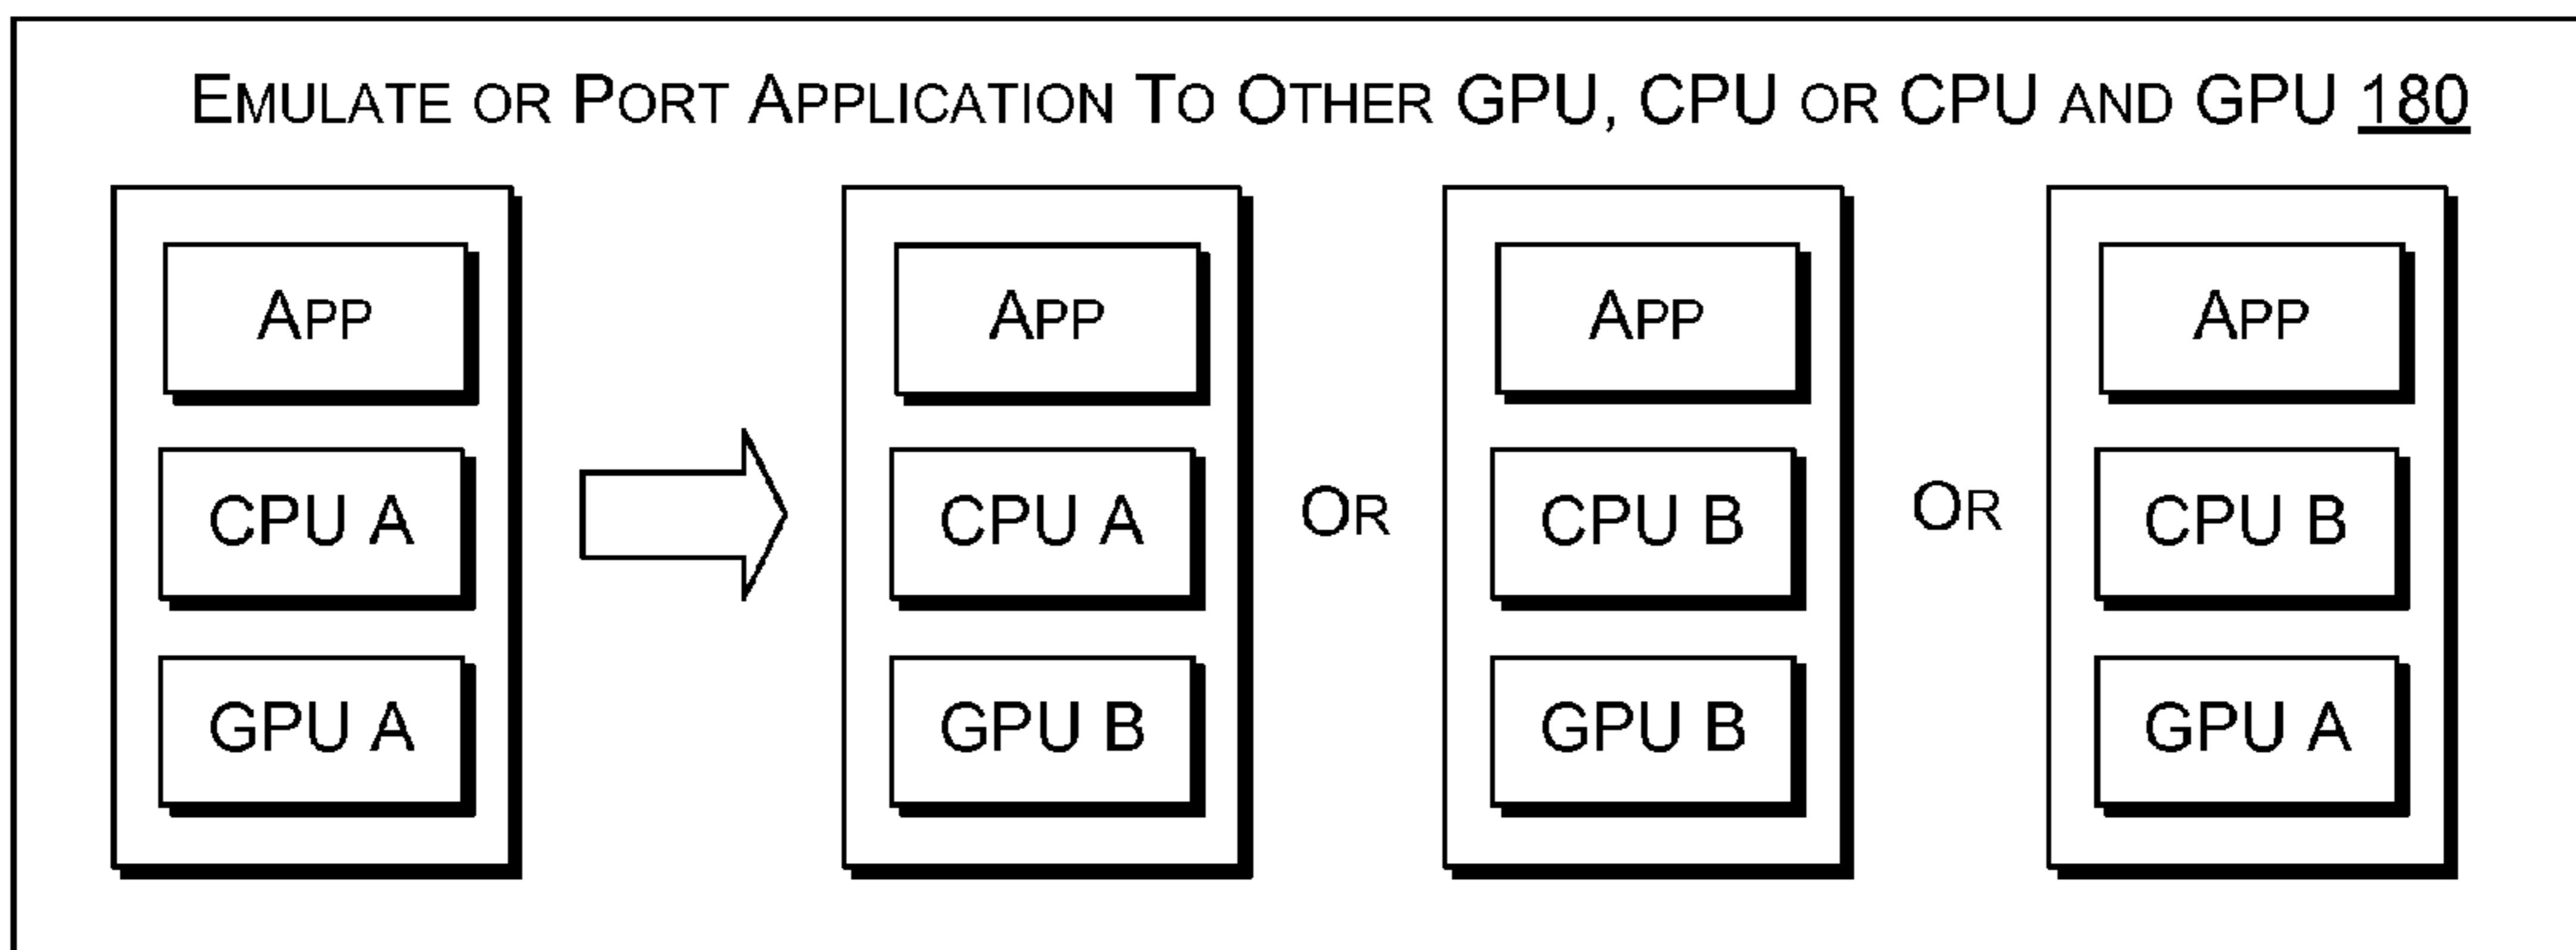 EMULATE OR PORT APPLICATION TO OTHER GPU, CPU OR CPU AND GPU 180
APP APP APP APP
CPU A CPU A OR CPU B OR CPU B
GPU A GPU B GPU B GPU A